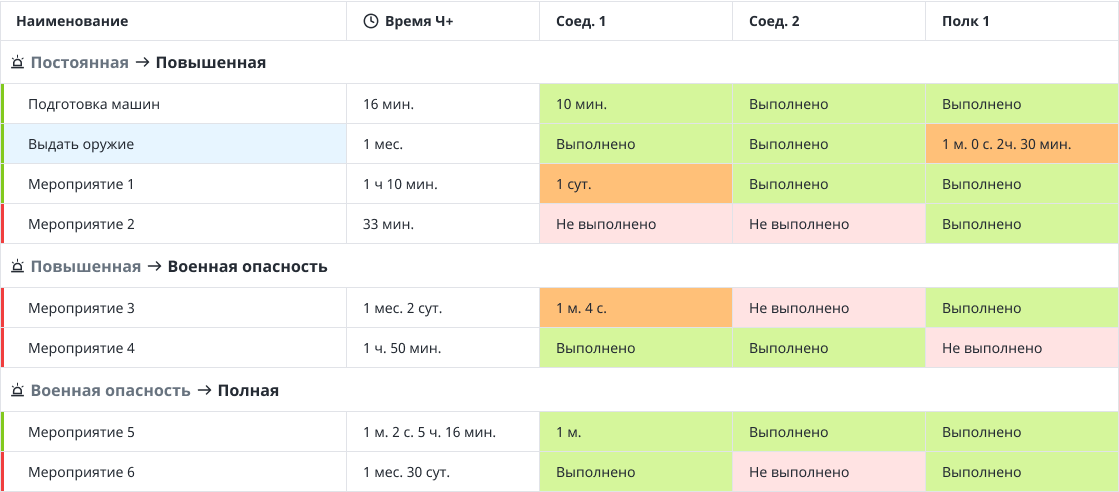 Наименование Время Ч+ Соед. 1 Соед. 2 Полк 1
Постоянная → Повышенная
Подготовка машин 16 мин. 10 мин. Выполнено Выполнено
Выдать оружие 1 мес. Выполнено Выполнено 1 м. 0 с. 2ч. 30 мин.
Мероприятие 1 1 ч 10 мин. 1 сут. Выполнено Выполнено
Мероприятие 2 33 мин. Не выполнено Не выполнено Выполнено
Повышенная → Военная опасность
Мероприятие 3 1 мес. 2 сут. 1 м. 4 с. Не выполнено Выполнено
Мероприятие 4 1 ч. 50 мин. Выполнено Выполнено Не выполнено
Военная опасность → Полная
Мероприятие 5 1 м. 2 с. 5 ч. 16 мин. 1 м. Выполнено Выполнено
Мероприятие 6 1 мес. 30 сут. Выполнено Не выполнено Выполнено